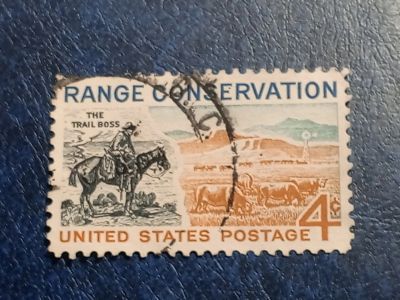 RANGE CONSERVATION
THE
TRAIL BOSS
4¢
UNITED STATES POSTAGE